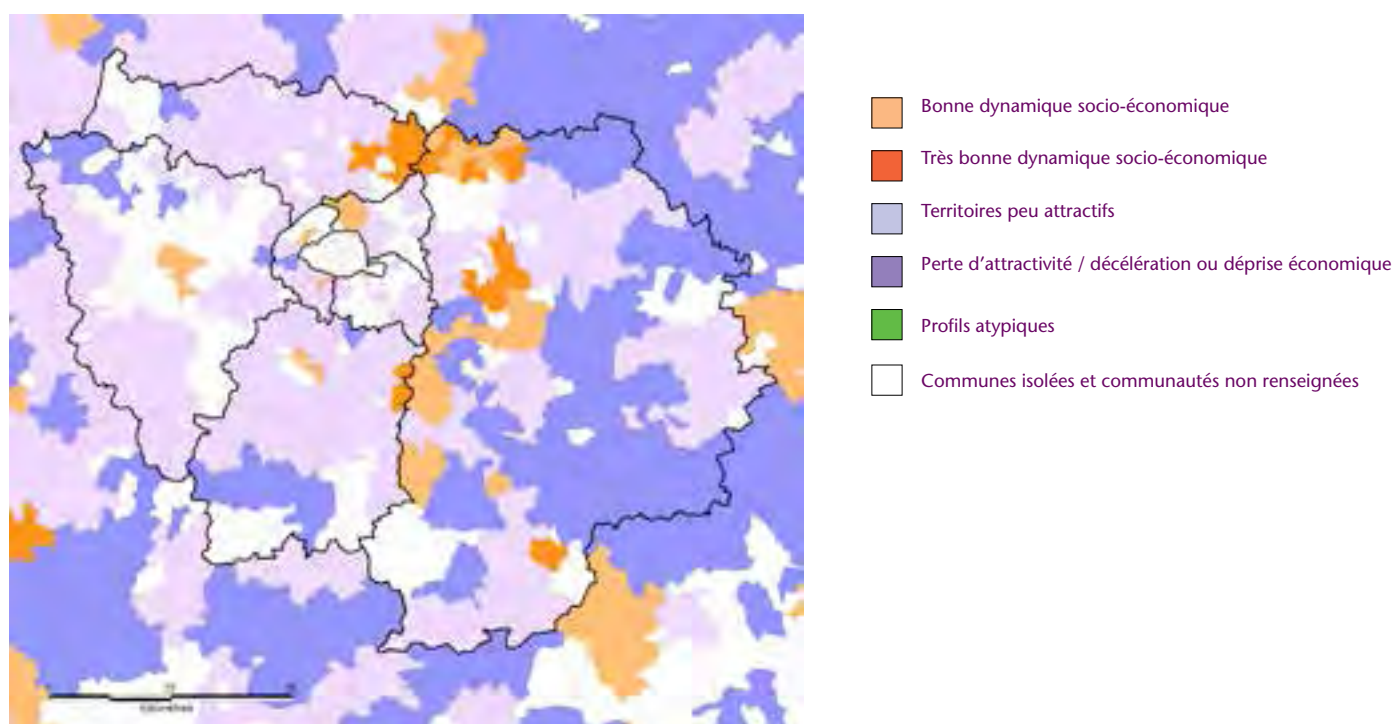 Bonne dynamique socio-économique
Très bonne dynamique socio-économique
Territoires peu attractifs
Perte d'attractivité / décélération ou déprise économique
Profils atypiques
Communes isolées et communautés non renseignées